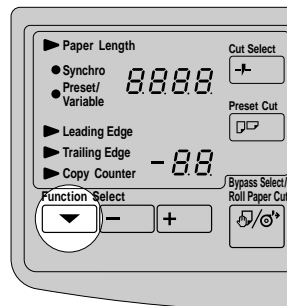 Paper Length
Cut Select
Synchro
8888
Preset/
Variable
Preset Cut
Leading Edge
Trailing Edge
-88
Copy Counter
Bypass Select/
Roll Paper Cut
Function Select